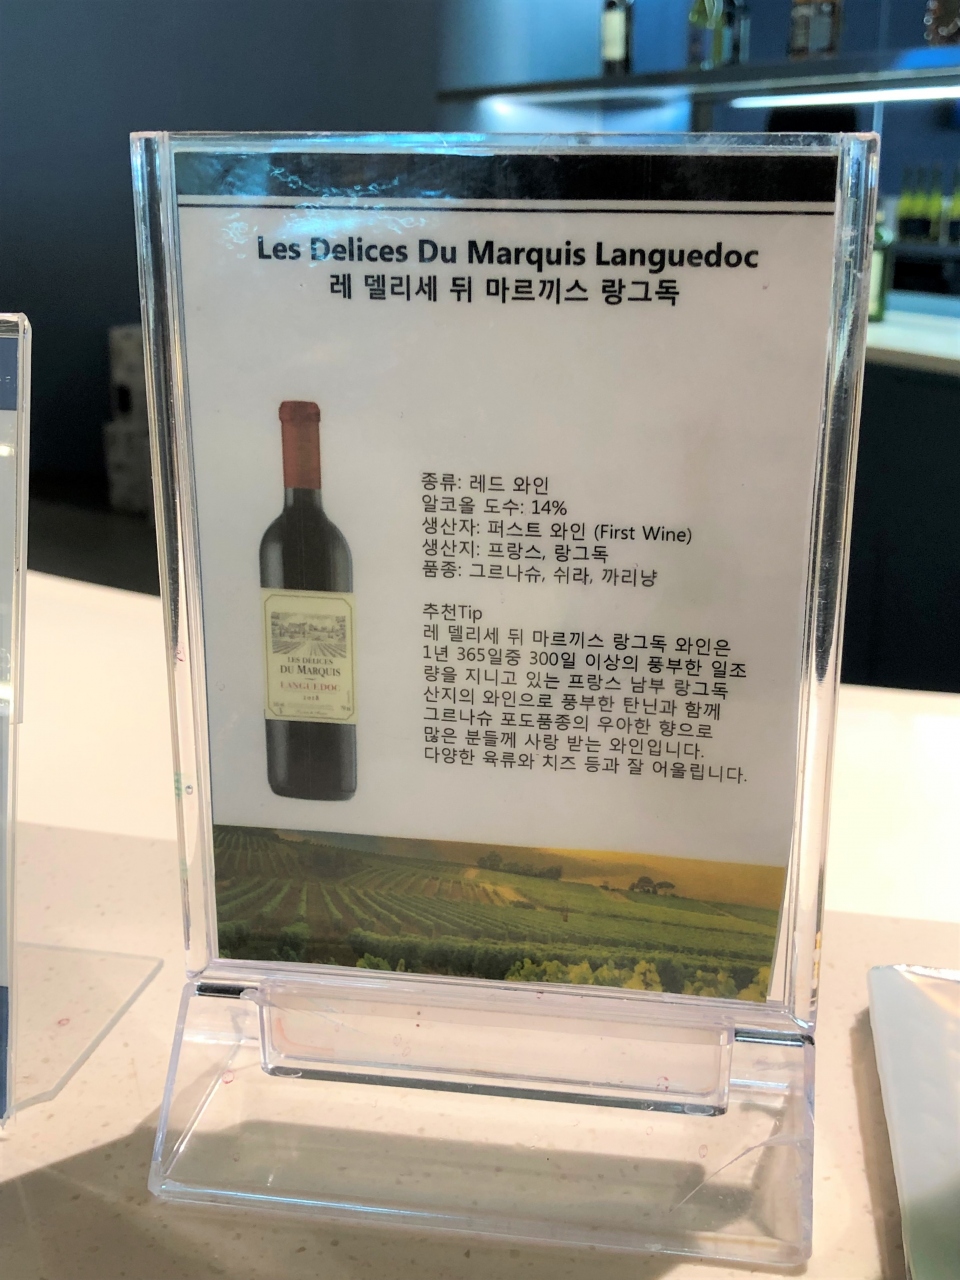 Les Delices Du Marquis Languedoc
레 델리세 뒤 마르끼스 랑그독
종류: 레드 와인
알코올 도수: 14%
생산자: 퍼스트 와인 (First Wine)
생산지: 프랑스, 랑그독
품종: 그르나슈, 쉬라, 까리냥
추천Tip
레 델리세 뒤 마르끼스 랑그독 와인은
1년 365일중 300일 이상의 풍부한 일조
량을 지니고 있는 프랑스 남부 랑그독
산지의 와인으로 풍부한 탄닌과 함께
그르나슈 포도품종의 우아한 향으로
많은 분들께 사랑 받는 와인입니다.
다양한 육류와 치즈 등과 잘 어울립니다.
LES DÉLICES
DU MARQUIS
LANGUEDOC
2018